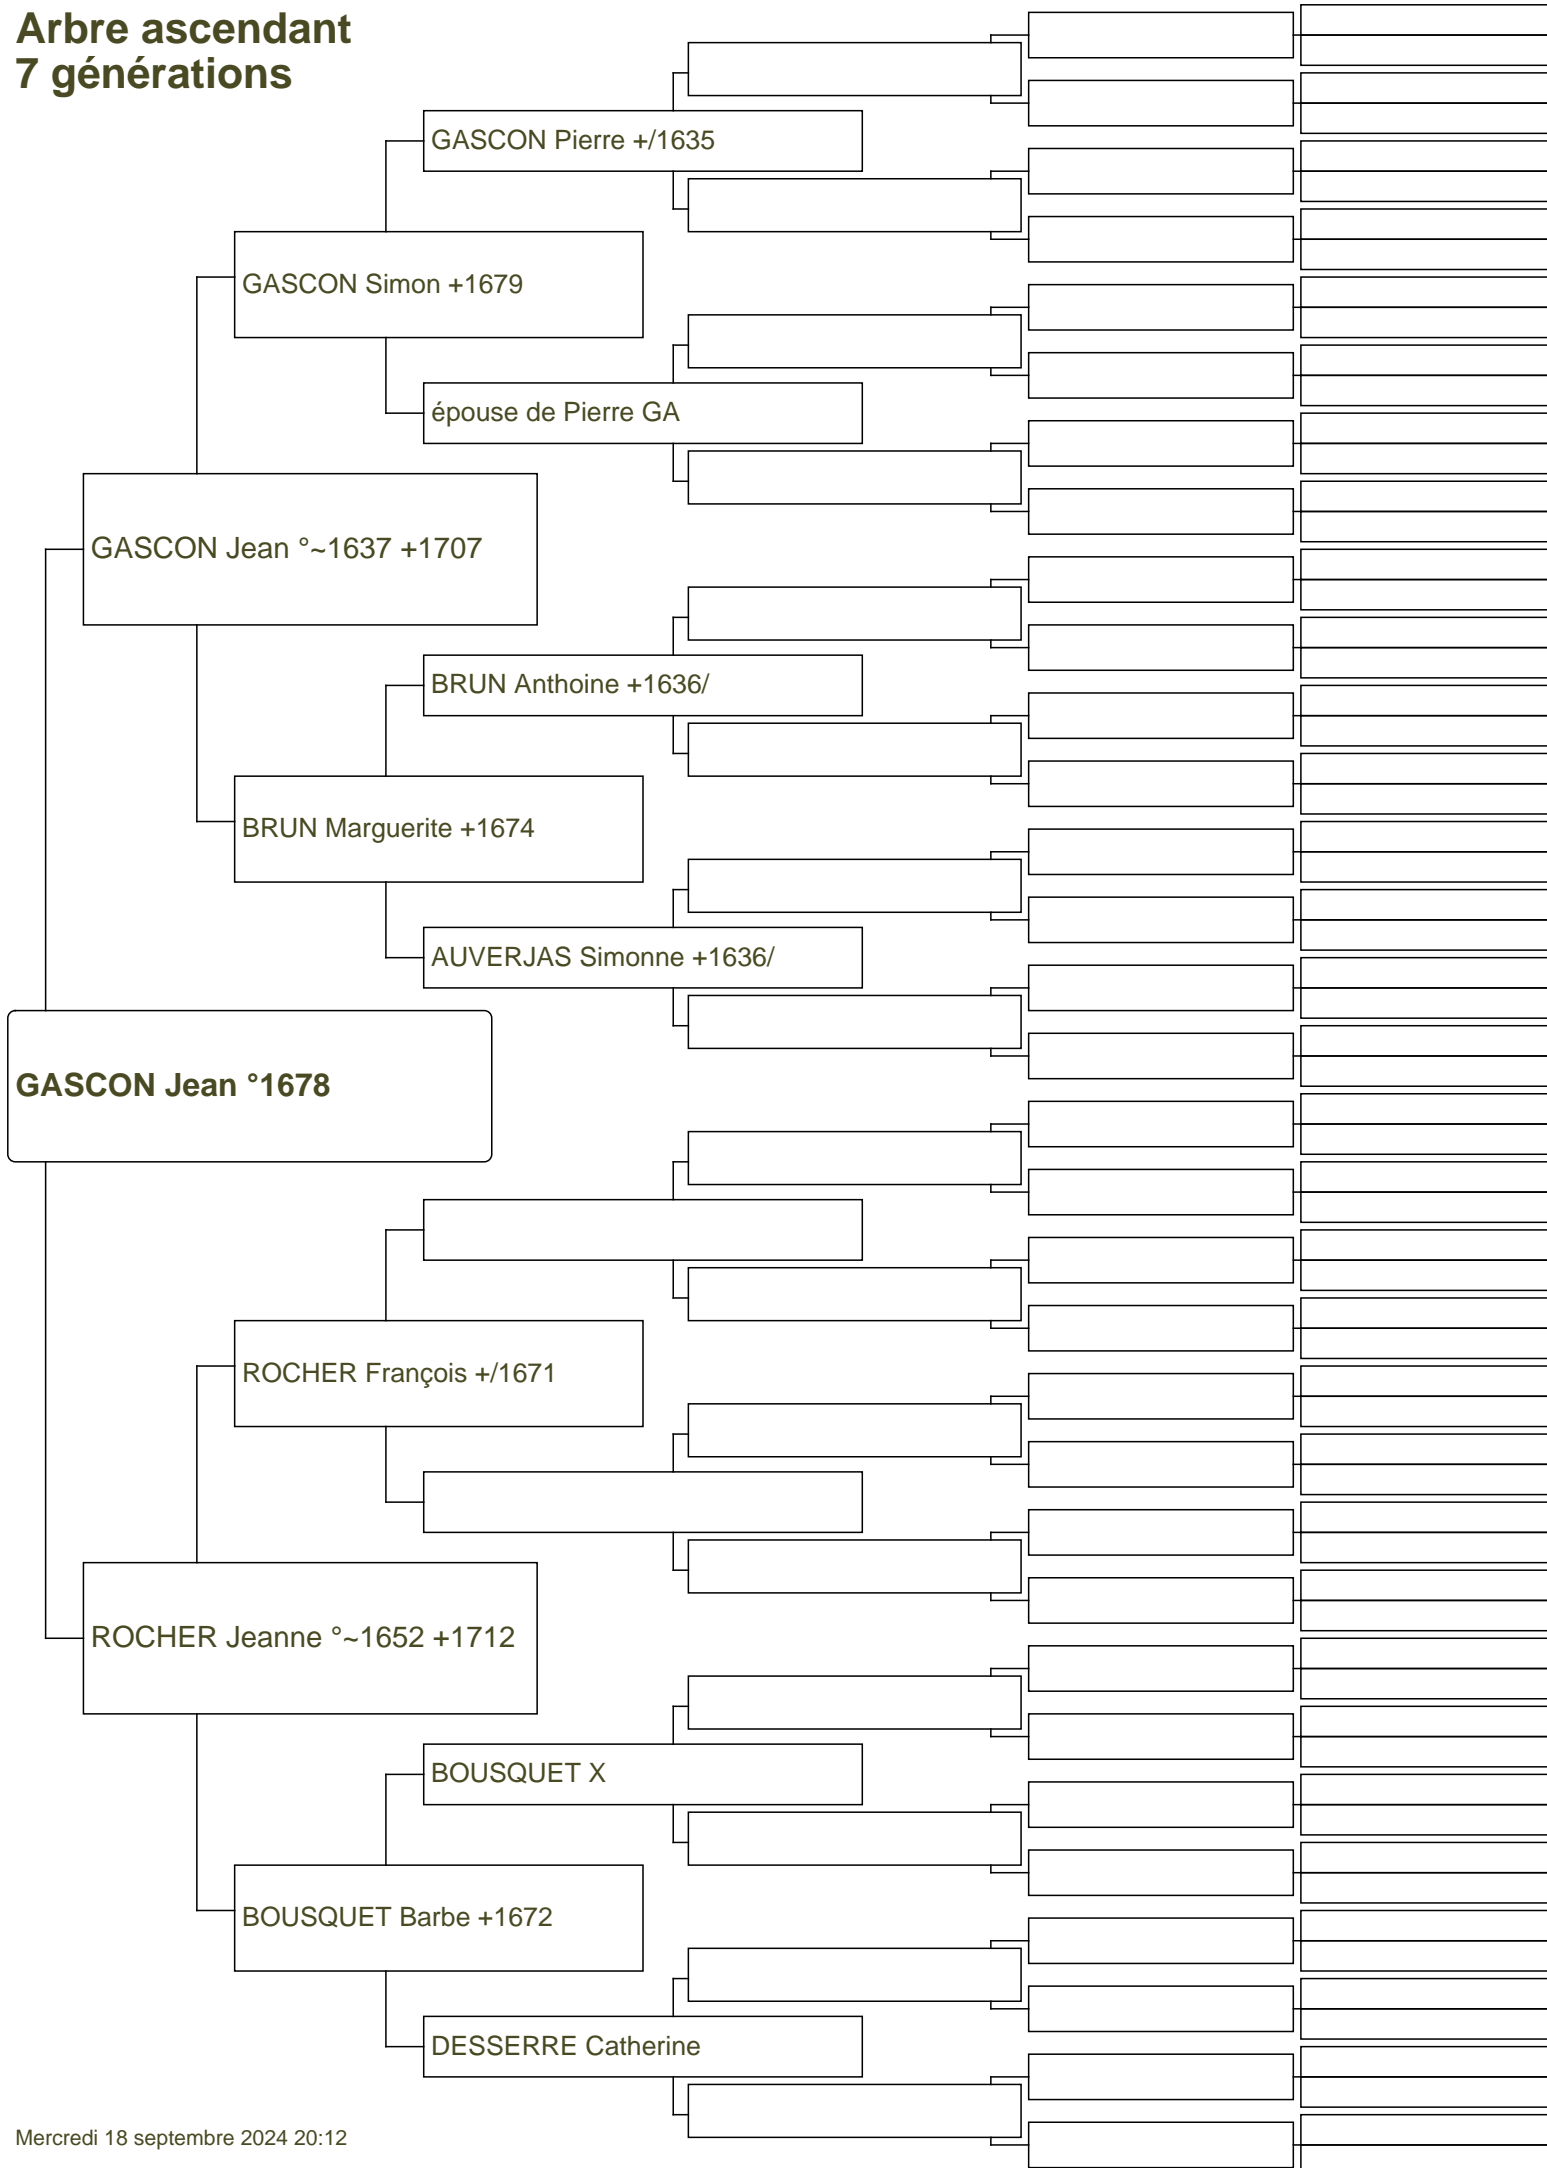 Arbre ascendant
7 générations
GASCON Pierre +/1635
GASCON Simon +1679
épouse de Pierre GA
GASCON Jean °~1637 +1707
BRUN Anthoine +1636/
BRUN Marguerite +1674
AUVERJAS Simonne +1636/
GASCON Jean °1678
ROCHER François +/1671
ROCHER Jeanne °~1652 +1712
BOUSQUET X
BOUSQUET Barbe +1672
DESSERRE Catherine
Mercredi 18 septembre 2024 20:12